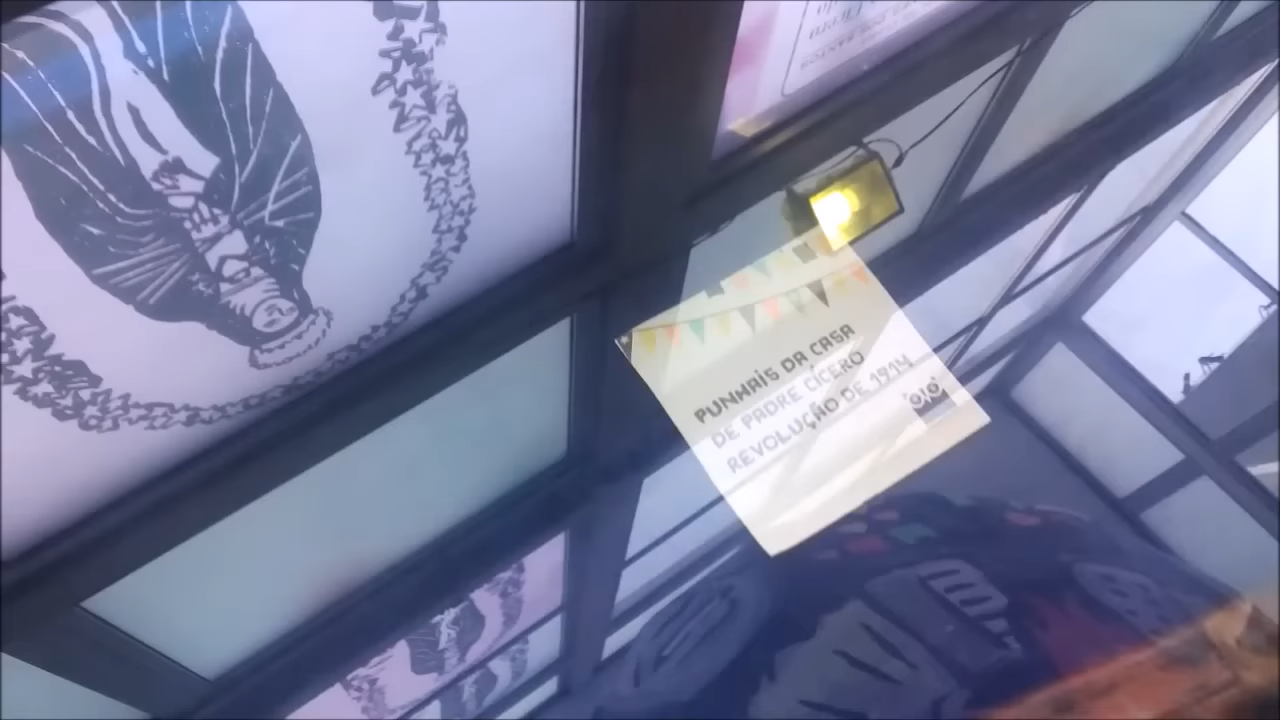 PUNHAIS DA CASA
DE PADRE CÍCERO
REVOLUÇÃO DE 1914